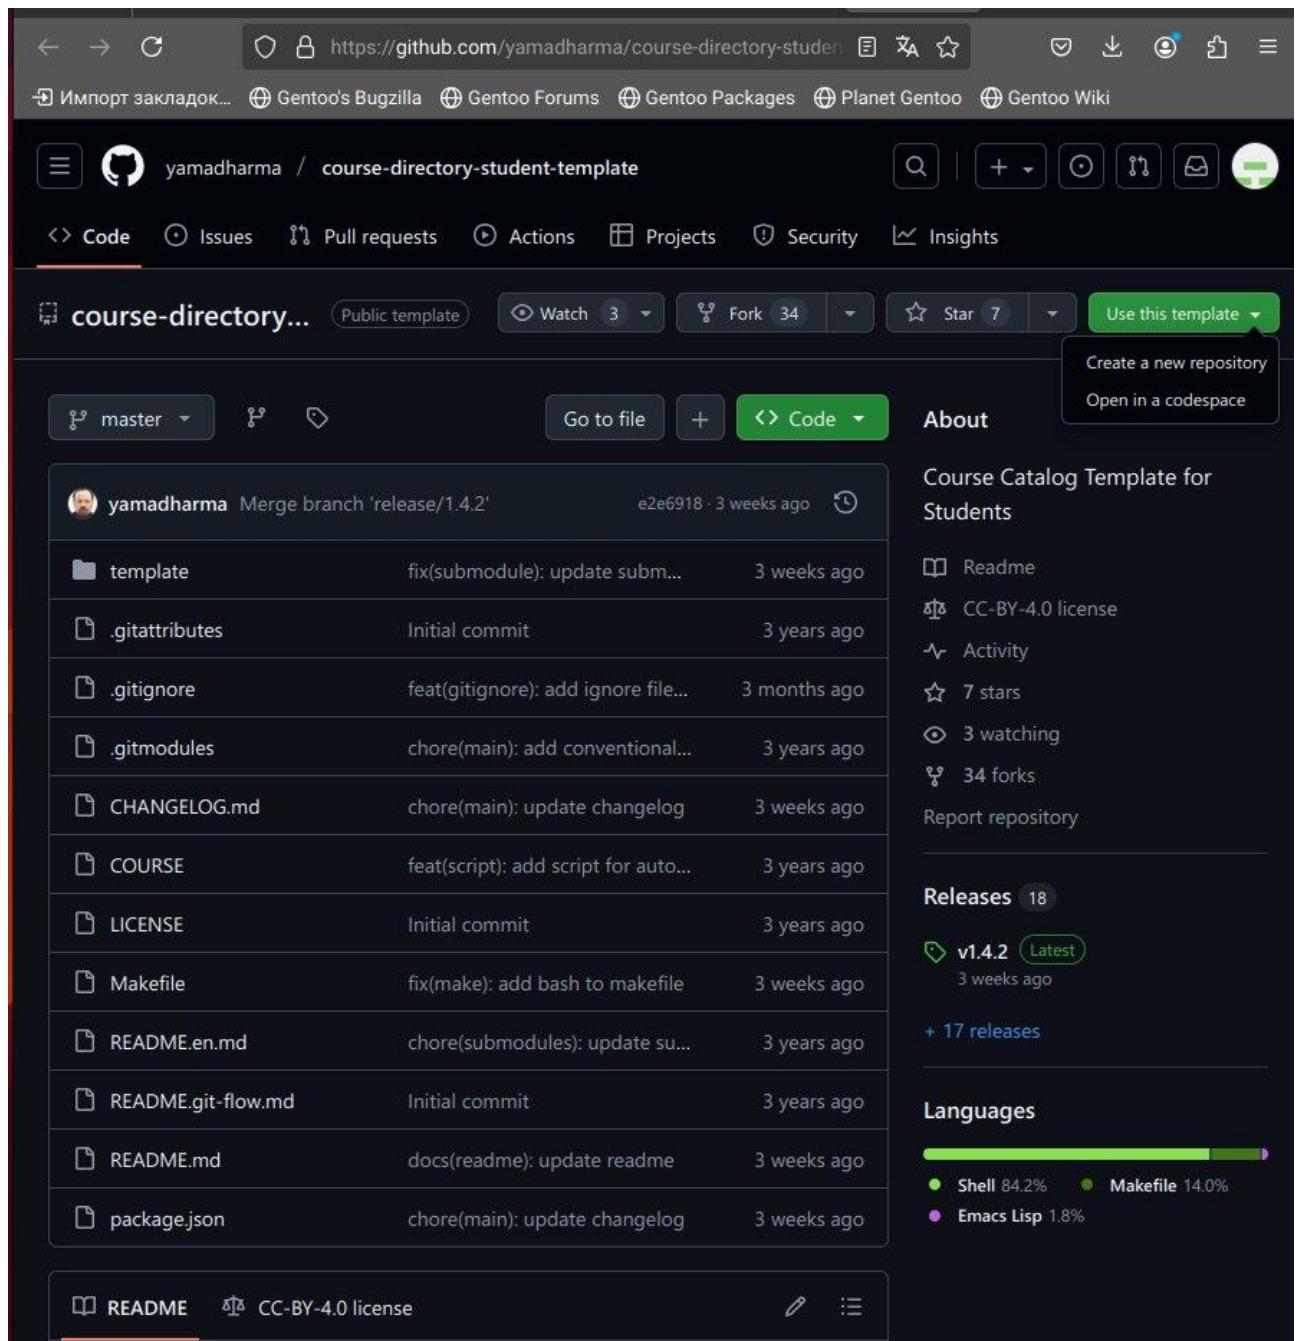 https://github.com/yamadharma/course-directory-studen
Импорт закладок... Gentoo's Bugzilla Gentoo Forums Gentoo Packages Planet Gentoo Gentoo Wiki
yamadharma / course-directory-student-template
Code Issues Pull requests Actions Projects Security Insights
course-directory... Public template Watch 3 Fork 34 Star 7 Use this template
Create a new repository
Open in a codespace
master Go to file Code
About
Course Catalog Template for
Students
yamadharma Merge branch 'release/1.4.2' e2e6918 · 3 weeks ago
template fix(submodule): update subm... 3 weeks ago
.gitattributes Initial commit 3 years ago
.gitignore feat(gitignore): add ignore file... 3 months ago
.gitmodules chore(main): add conventional... 3 years ago
CHANGELOG.md chore(main): update changelog 3 weeks ago
COURSE feat(script): add script for auto... 3 years ago
LICENSE Initial commit 3 years ago
Makefile fix(make): add bash to makefile 3 weeks ago
README.en.md chore(submodules): update su... 3 years ago
README.git-flow.md Initial commit 3 years ago
README.md docs(readme): update readme 3 weeks ago
package.json chore(main): update changelog 3 weeks ago
README CC-BY-4.0 license
Readme
CC-BY-4.0 license
Activity
7 stars
3 watching
34 forks
Report repository
Releases 18
v1.4.2 Latest
3 weeks ago
+ 17 releases
Languages
Shell 84.2% Makefile 14.0%
Emacs Lisp 1.8%